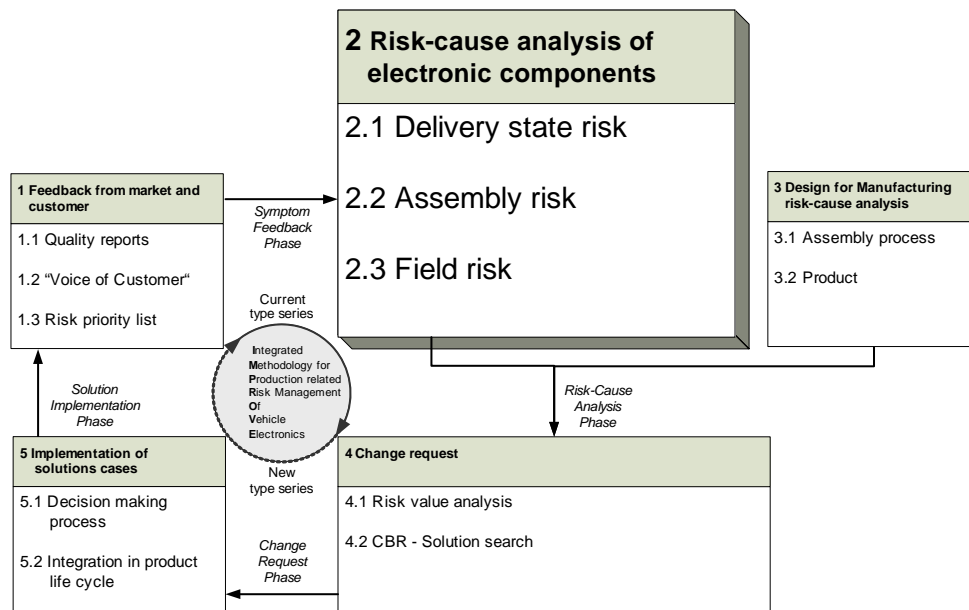 2 Risk-cause analysis of
electronic components
2.1 Delivery state risk
2.2 Assembly risk
2.3 Field risk
1 Feedback from market and
customer
1.1 Quality reports
1.2 “Voice of Customer“
1.3 Risk priority list
Symptom
Feedback
Phase
3 Design for Manufacturing
risk-cause analysis
3.1 Assembly process
3.2 Product
Current
type series
Integrated
Methodology for
Production related
Risk Management
Of
Vehicle
Electronics
New
type series
Solution
Implementation
Phase
Risk-Cause
Analysis
Phase
5 Implementation of
solutions cases
5.1 Decision making
process
5.2 Integration in product
life cycle
Change
Request
Phase
4 Change request
4.1 Risk value analysis
4.2 CBR - Solution search